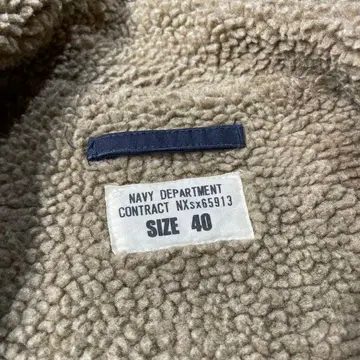 NAVY DEPARTMENT
CONTRACT NXsx65913
SIZE 40